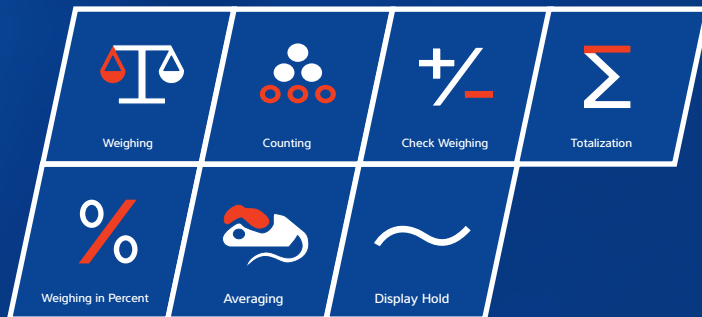 Weighing
Counting
Check Weighing
Totalization
Weighing in Percent
Averaging
Display Hold